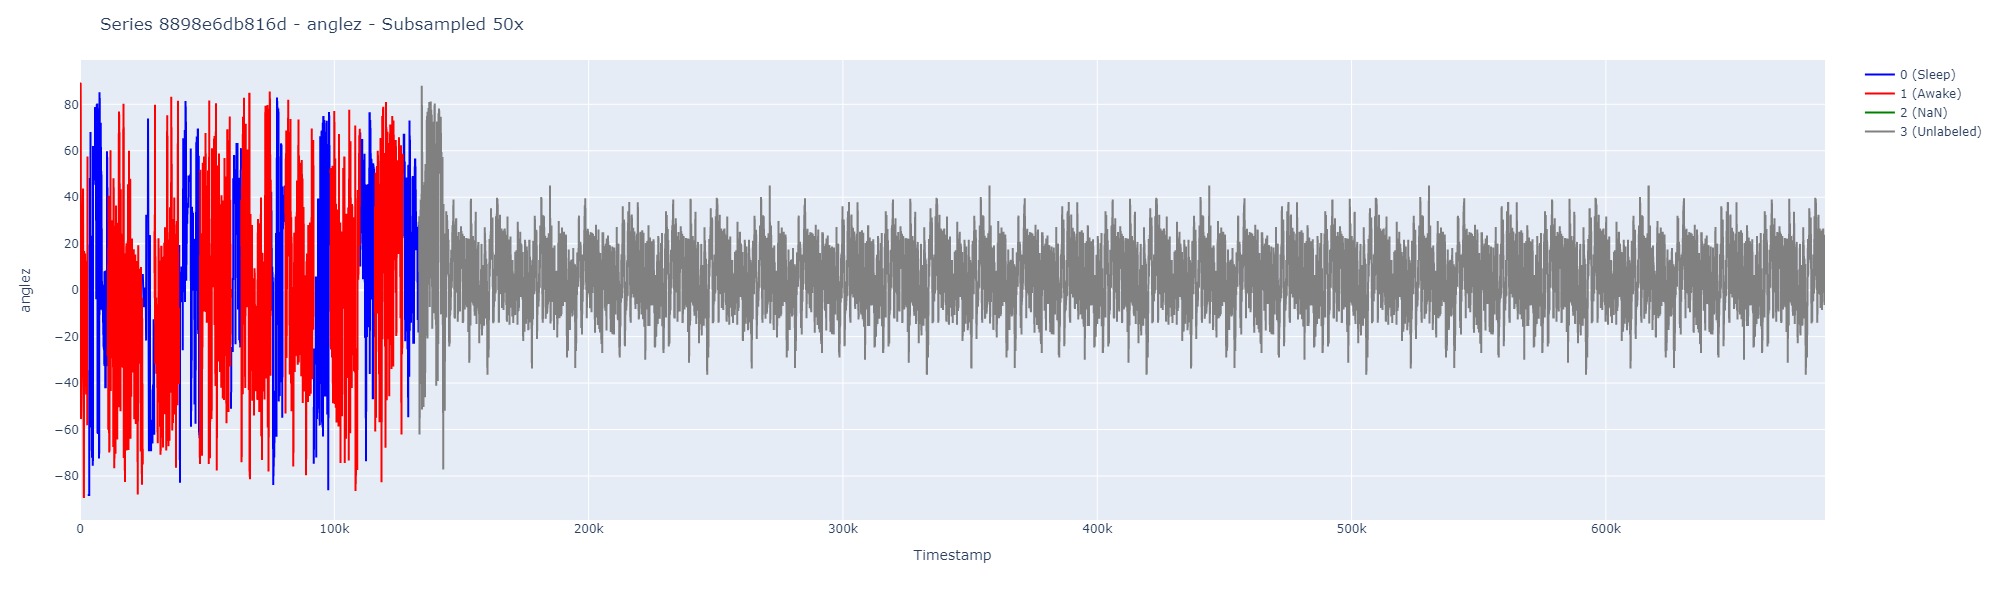 Series 8898e6db816d - anglez - Subsampled 50x
0 (Sleep)
1 (Awake)
2 (NaN)
3 (Unlabeled)
anglez
80
60
40
20
0
−20
−40
−60
−80
0 100k 200k 300k 400k 500k 600k
Timestamp